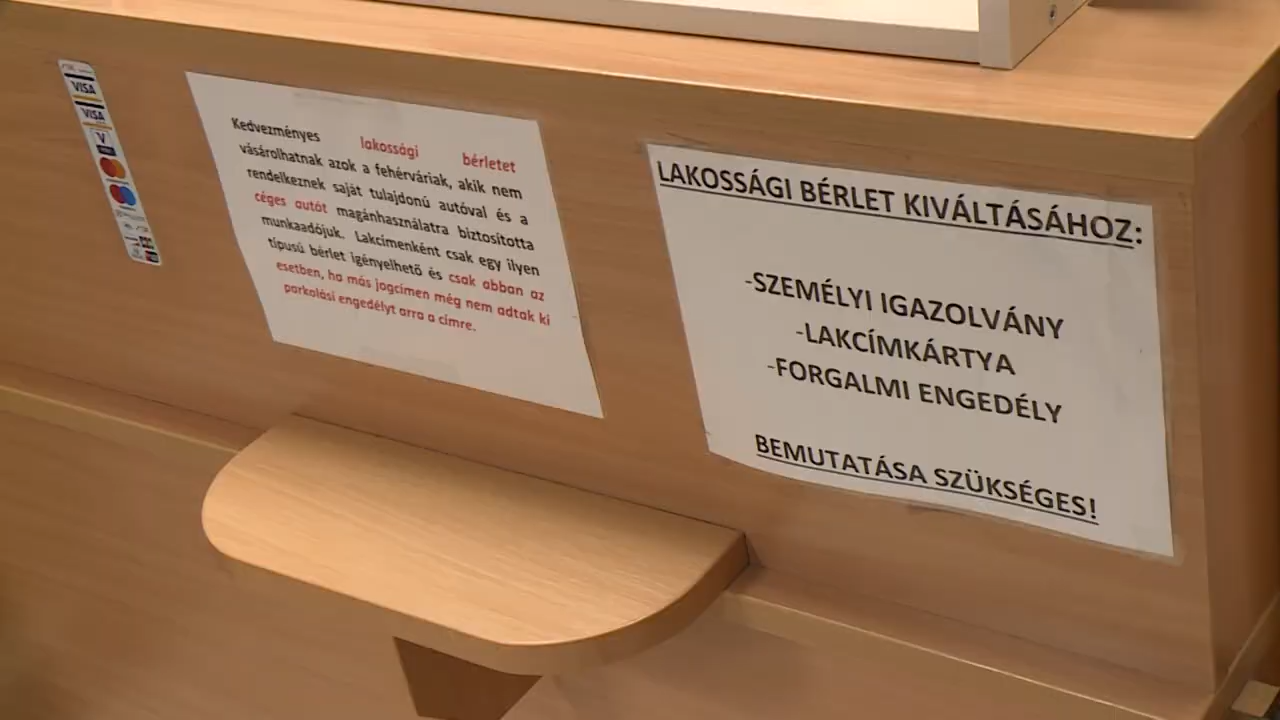 VISA
VISA
V
Kedvezményes lakossági bérletet
vásárolhatnak azok a fehérváriak, akik nem
rendelkeznek saját tulajdonú autóval és a
céges autót magánhasználatra biztosította
munkaadójuk. Lakcímenként csak egy ilyen
típusú bérlet igényelhető és csak abban az
esetben, ha más jogcímen még nem adtak ki
parkolási engedélyt arra a címre.
LAKOSSÁGI BÉRLET KIVÁLTÁSÁHOZ:
-SZEMÉLYI IGAZOLVÁNY
-LAKCÍMKÁRTYA
-FORGALMI ENGEDÉLY
BEMUTATÁSA SZÜKSÉGES!